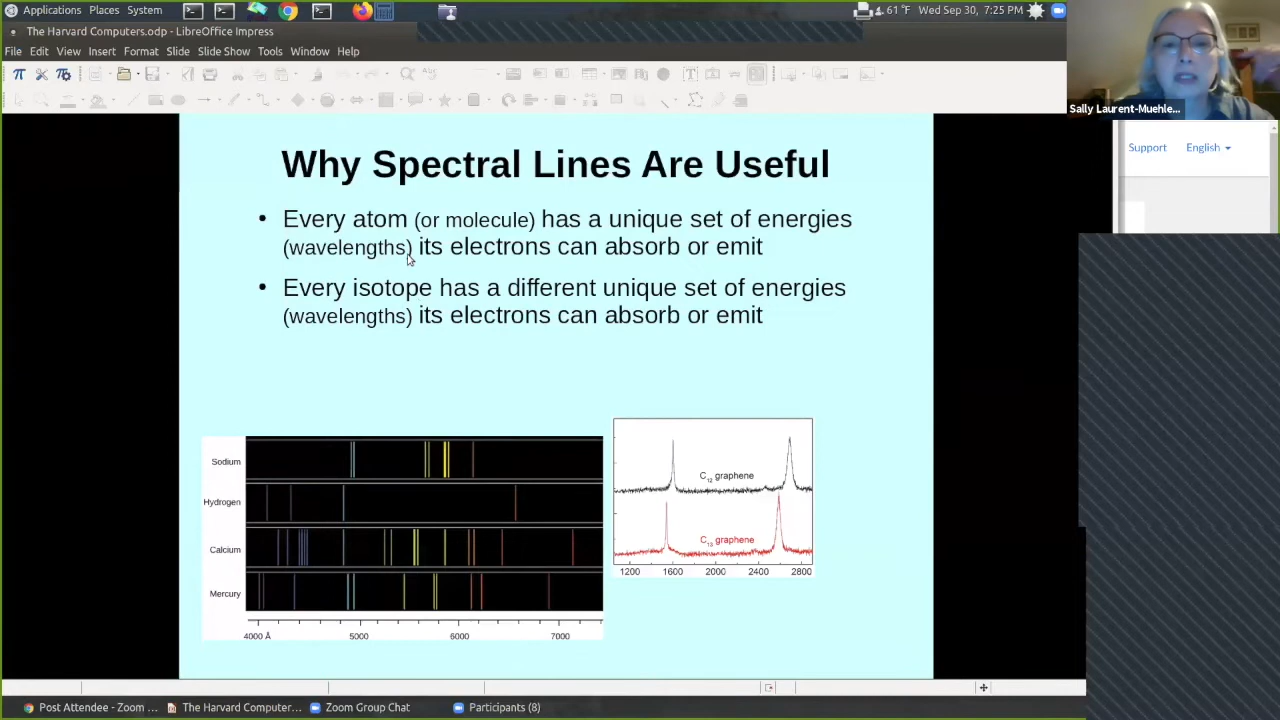 Applications Places System
61 °F Wed Sep 30, 7:25 PM
The Harvard Computers.odp - LibreOffice Impress
File Edit View Insert Format Slide Slide Show Tools Window Help
Sally Laurent-Muehle...
Support English
Why Spectral Lines Are Useful
• Every atom (or molecule) has a unique set of energies
(wavelengths) its electrons can absorb or emit
• Every isotope has a different unique set of energies
(wavelengths) its electrons can absorb or emit
Sodium
Hydrogen
Calcium
Mercury
4000 Å 5000 6000 7000
C12 graphene
C13 graphene
1200 1600 2000 2400 2800
Post Attendee - Zoom ... The Harvard Computer... Zoom Group Chat Participants (8)